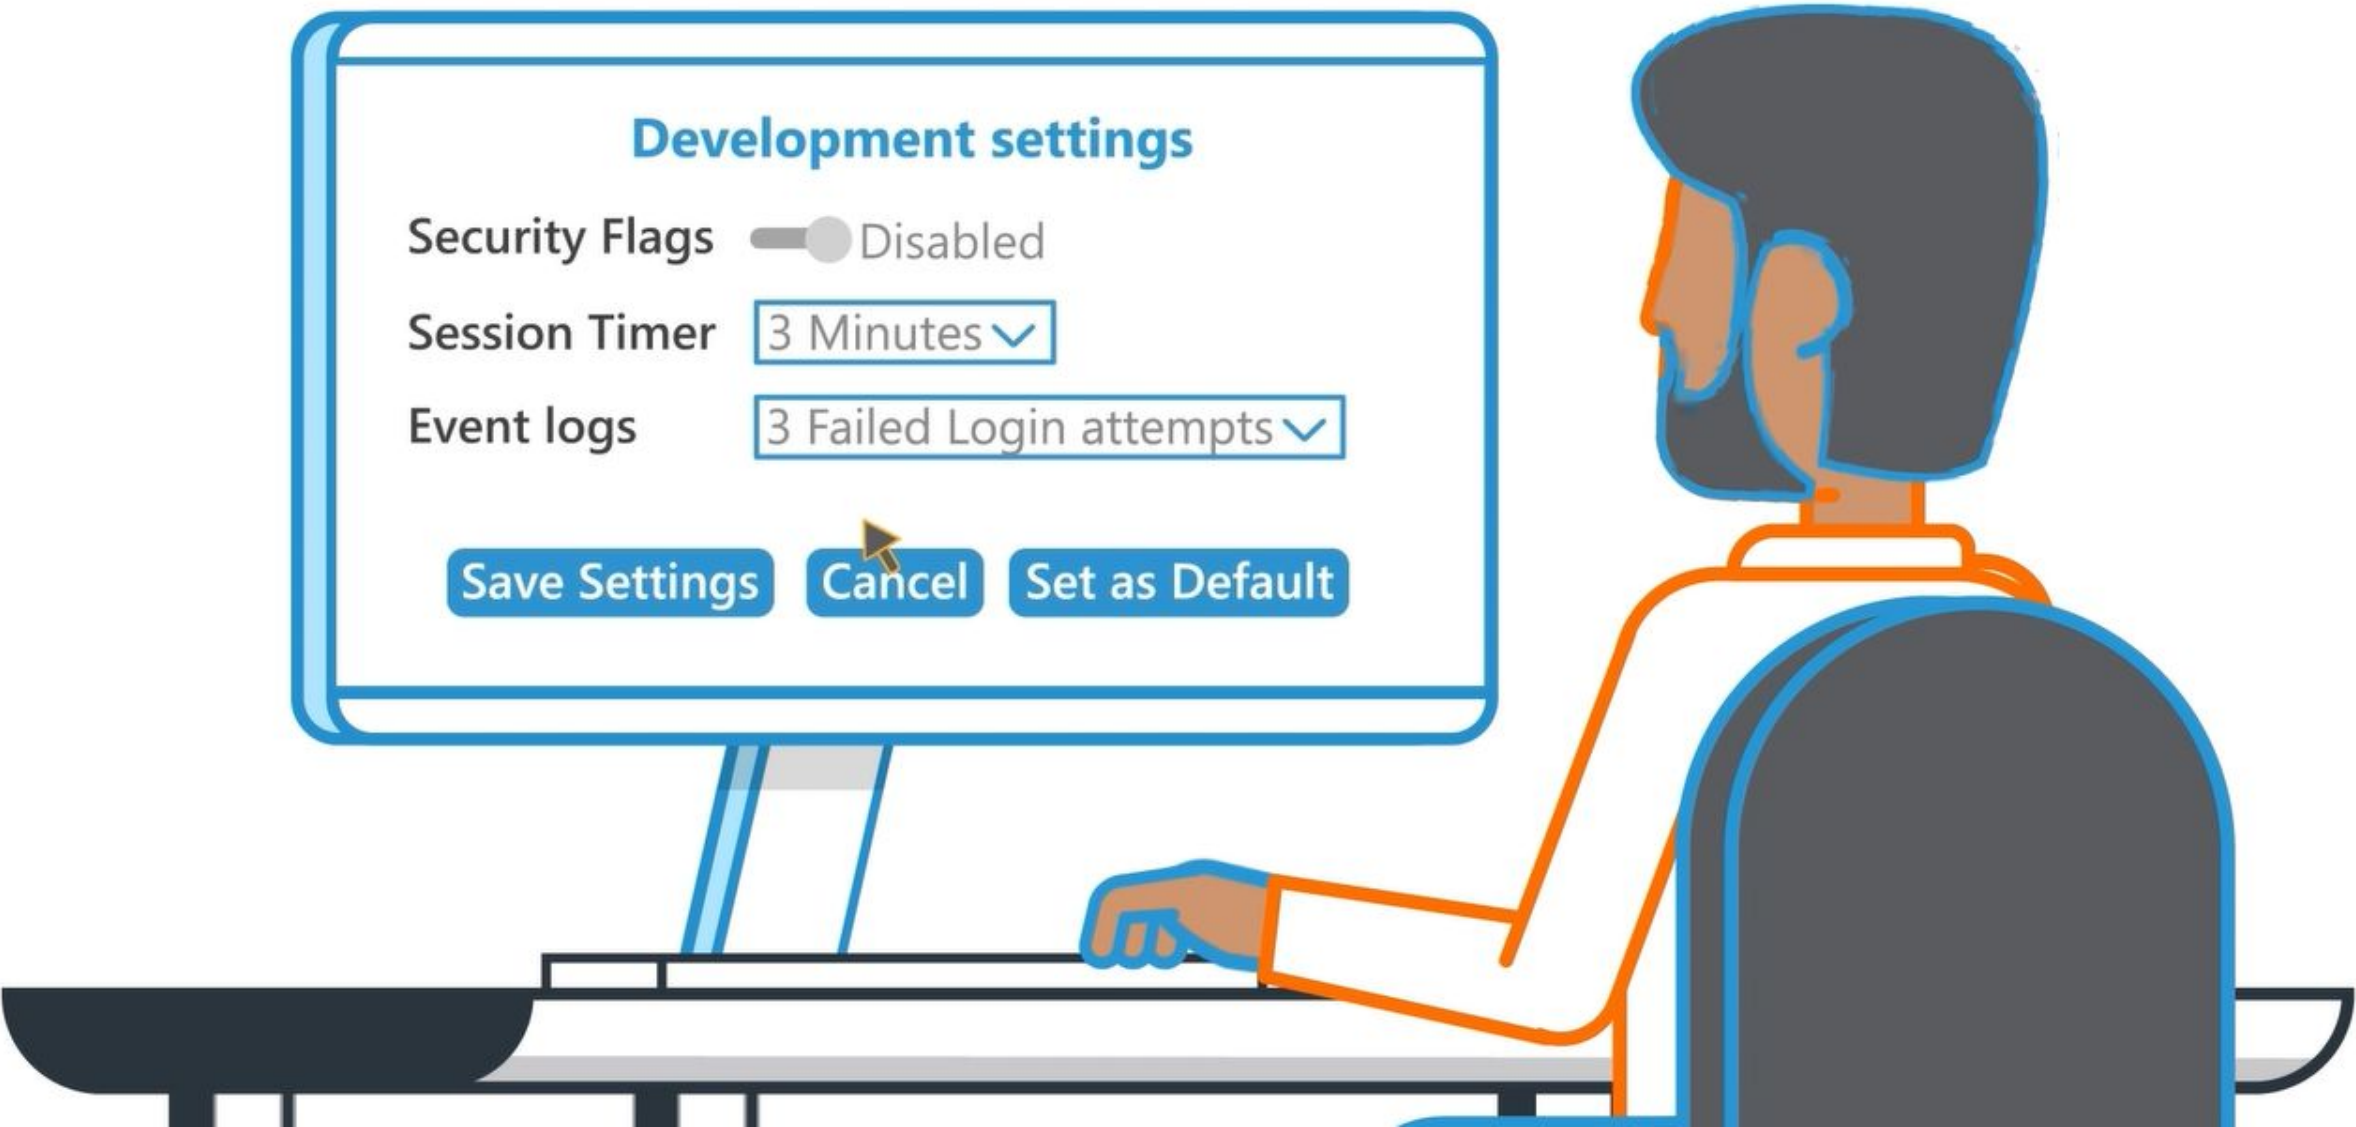 Development settings
Security Flags Disabled
Session Timer 3 Minutes
Event logs 3 Failed Login attempts
Save Settings Cancel Set as Default